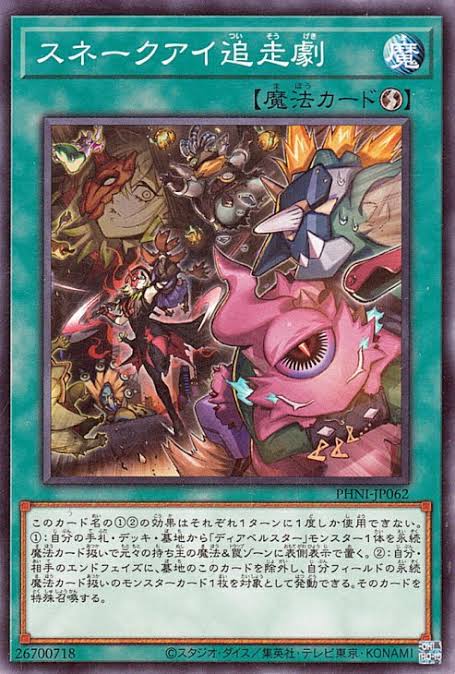 スネークアイ追走劇
魔
【魔法カード】
PHNI-JP062
このカード名の①②の効果はそれぞれ1ターンに1度しか使用できない。
①：自分の手札・デッキ・墓地から「ディアベルスター」モンスター1体を永続
魔法カード扱いで元々の持ち主の魔法&罠ゾーンに表側表示で置く。②：自分・
相手のエンドフェイズに、墓地のこのカードを除外し、自分フィールドの永続
魔法カード扱いのモンスターカード1枚を対象として発動できる。そのカードを
特殊召喚する。
26700718
©スタジオ・ダイス/集英社・テレビ東京・KONAMI